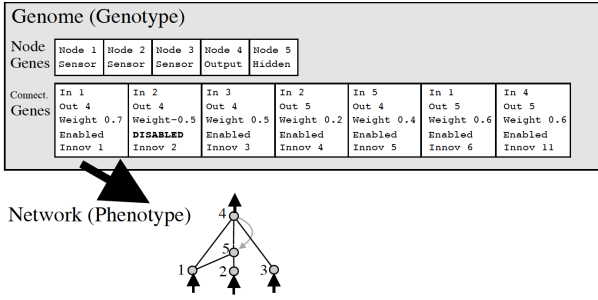 Genome (Genotype)
Node Genes
Node 1 Node 2 Node 3 Node 4 Node 5
Sensor Sensor Sensor Output Hidden
Connect. Genes
In 1 In 2 In 3 In 2 In 5 In 1 In 4
Out 4 Out 4 Out 4 Out 5 Out 4 Out 5 Out 5
Weight 0.7 Weight-0.5 Weight 0.5 Weight 0.2 Weight 0.4 Weight 0.6 Weight 0.6
Enabled DISABLED Enabled Enabled Enabled Enabled Enabled
Innov 1 Innov 2 Innov 3 Innov 4 Innov 5 Innov 6 Innov 11
Network (Phenotype)
4
5
1 2 3